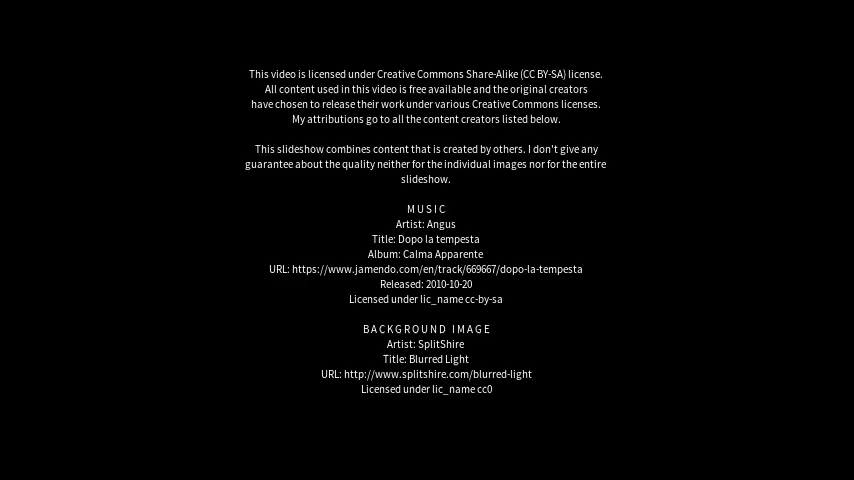 This video is licensed under Creative Commons Share-Alike (CC BY-SA) license.
All content used in this video is free available and the original creators
have chosen to release their work under various Creative Commons licenses.
My attributions go to all the content creators listed below.
This slideshow combines content that is created by others. I don't give any
guarantee about the quality neither for the individual images nor for the entire
slideshow.
MUSIC
Artist: Angus
Title: Dopo la tempesta
Album: Calma Apparente
URL: https://www.jamendo.com/en/track/669667/dopo-la-tempesta
Released: 2010-10-20
Licensed under lic_name cc-by-sa
BACKGROUND IMAGE
Artist: SplitShire
Title: Blurred Light
URL: http://www.splitshire.com/blurred-light
Licensed under lic_name cc0